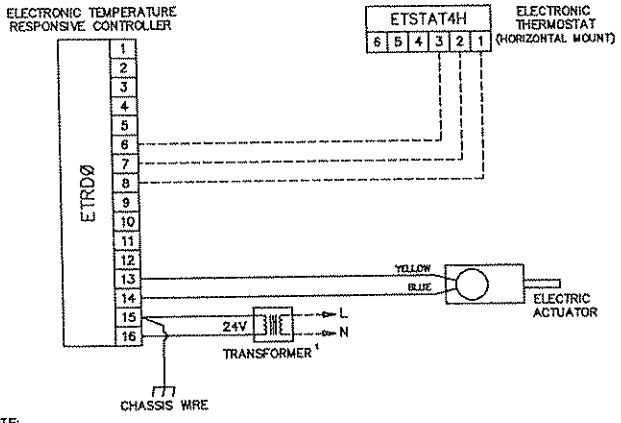 ELECTRONIC TEMPERATURE
RESPONSIVE CONTROLLER
ETSTAT4H
6 5 4 3 2 1
ELECTRONIC
THERMOSTAT
(HORIZONTAL MOUNT)
ETRDØ
1
2
3
4
5
6
7
8
9
10
11
12
13
14
15
16
YELLOW
BLUE
ELECTRIC
ACTUATOR
24V
L
N
TRANSFORMER ¹
CHASSIS WIRE